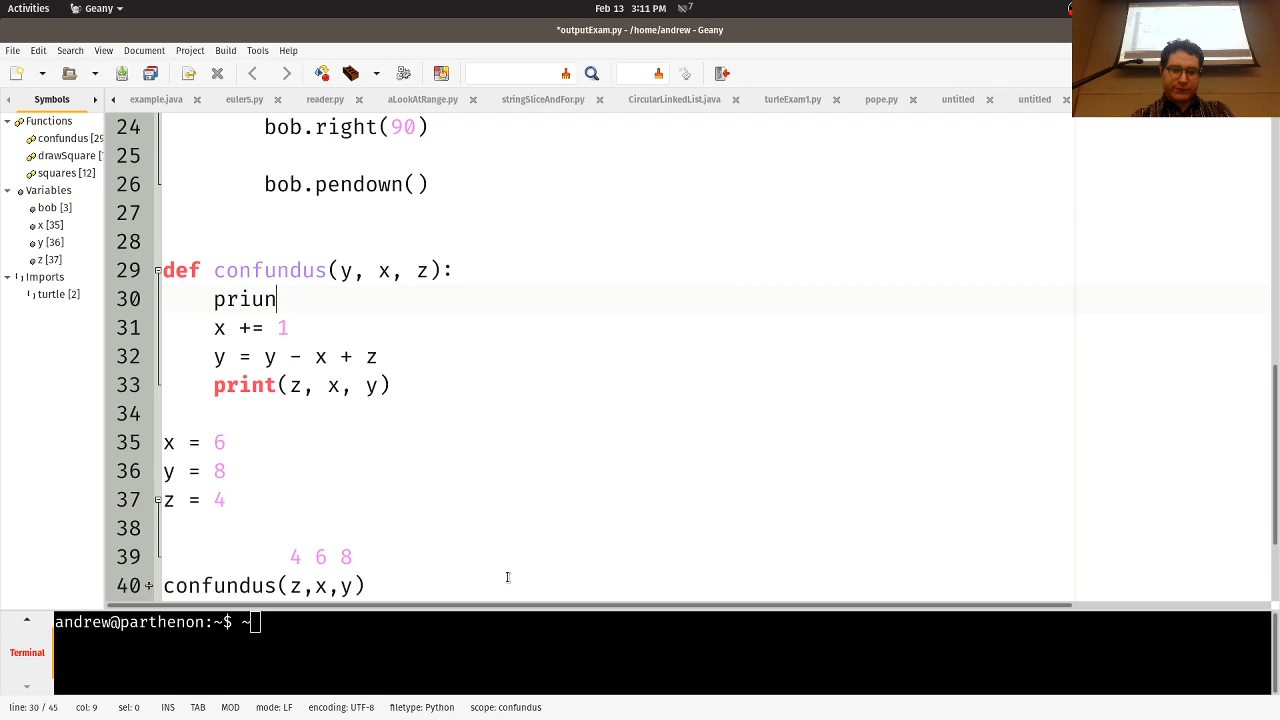 Activities Geany Feb 13 3:11 PM 7
*outputExam.py - /home/andrew - Geany
File Edit Search View Document Project Build Tools Help
Symbols example.java euler5.py reader.py aLookAtRange.py stringSliceAndFor.py CircularLinkedList.java turtleExam1.py pope.py untitled untitled
Functions
confundus [29
drawSquare [
squares [12]
Variables
bob [3]
x [35]
y [36]
z [37]
Imports
turtle [2]
24 bob.right(90)
25
26 bob.pendown()
27
28
29 def confundus(y, x, z):
30 priun
31 x += 1
32 y = y - x + z
33 print(z, x, y)
34
35 x = 6
36 y = 8
37 z = 4
38
39 4 6 8
40 confundus(z,x,y)
Terminal
andrew@parthenon:~$ ~
line: 30 / 45 col: 9 sel: 0 INS TAB MOD mode: LF encoding: UTF-8 filetype: Python scope: confundus